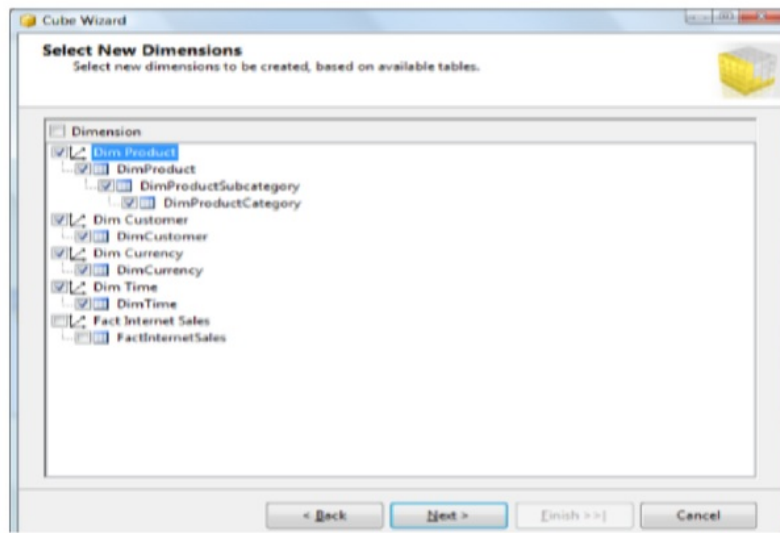 Cube Wizard
Select New Dimensions
Select new dimensions to be created, based on available tables.
Dimension
Dim Product
DimProduct
DimProductSubcategory
DimProductCategory
Dim Customer
DimCustomer
Dim Currency
DimCurrency
Dim Time
DimTime
Fact Internet Sales
FactInternetSales
< Back
Next >
Finish >>|
Cancel